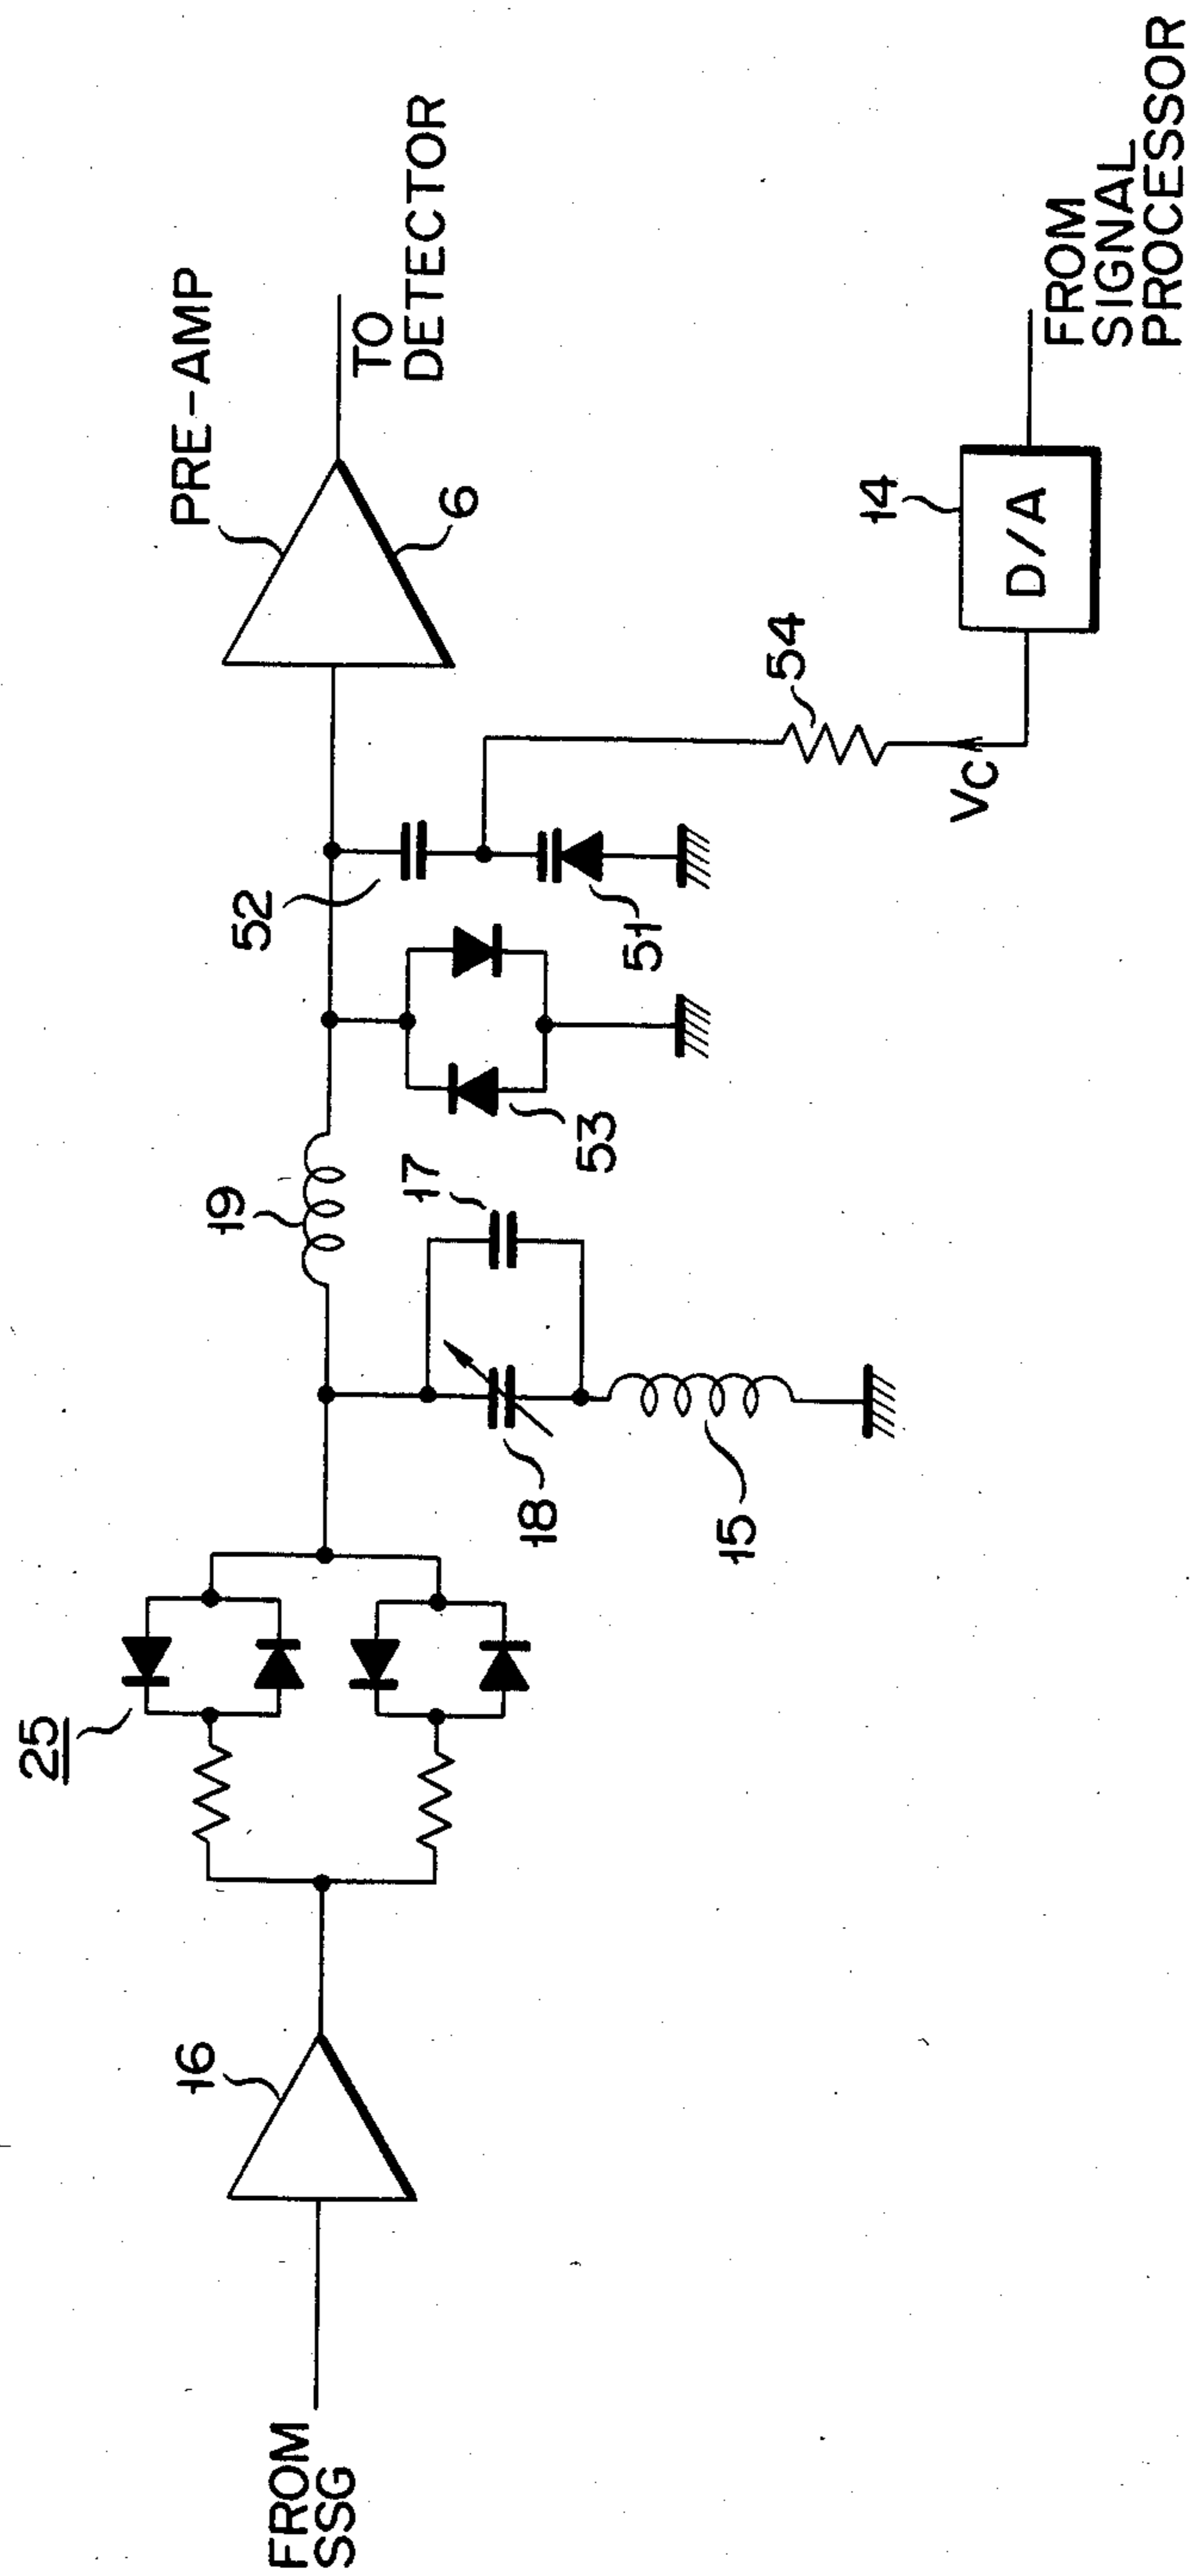 FROM
SSG
16
25
18
15
19
17
53
52
51
PRE-AMP
6
TO
DETECTOR
54
VC
14
D/A
FROM
SIGNAL
PROCESSOR